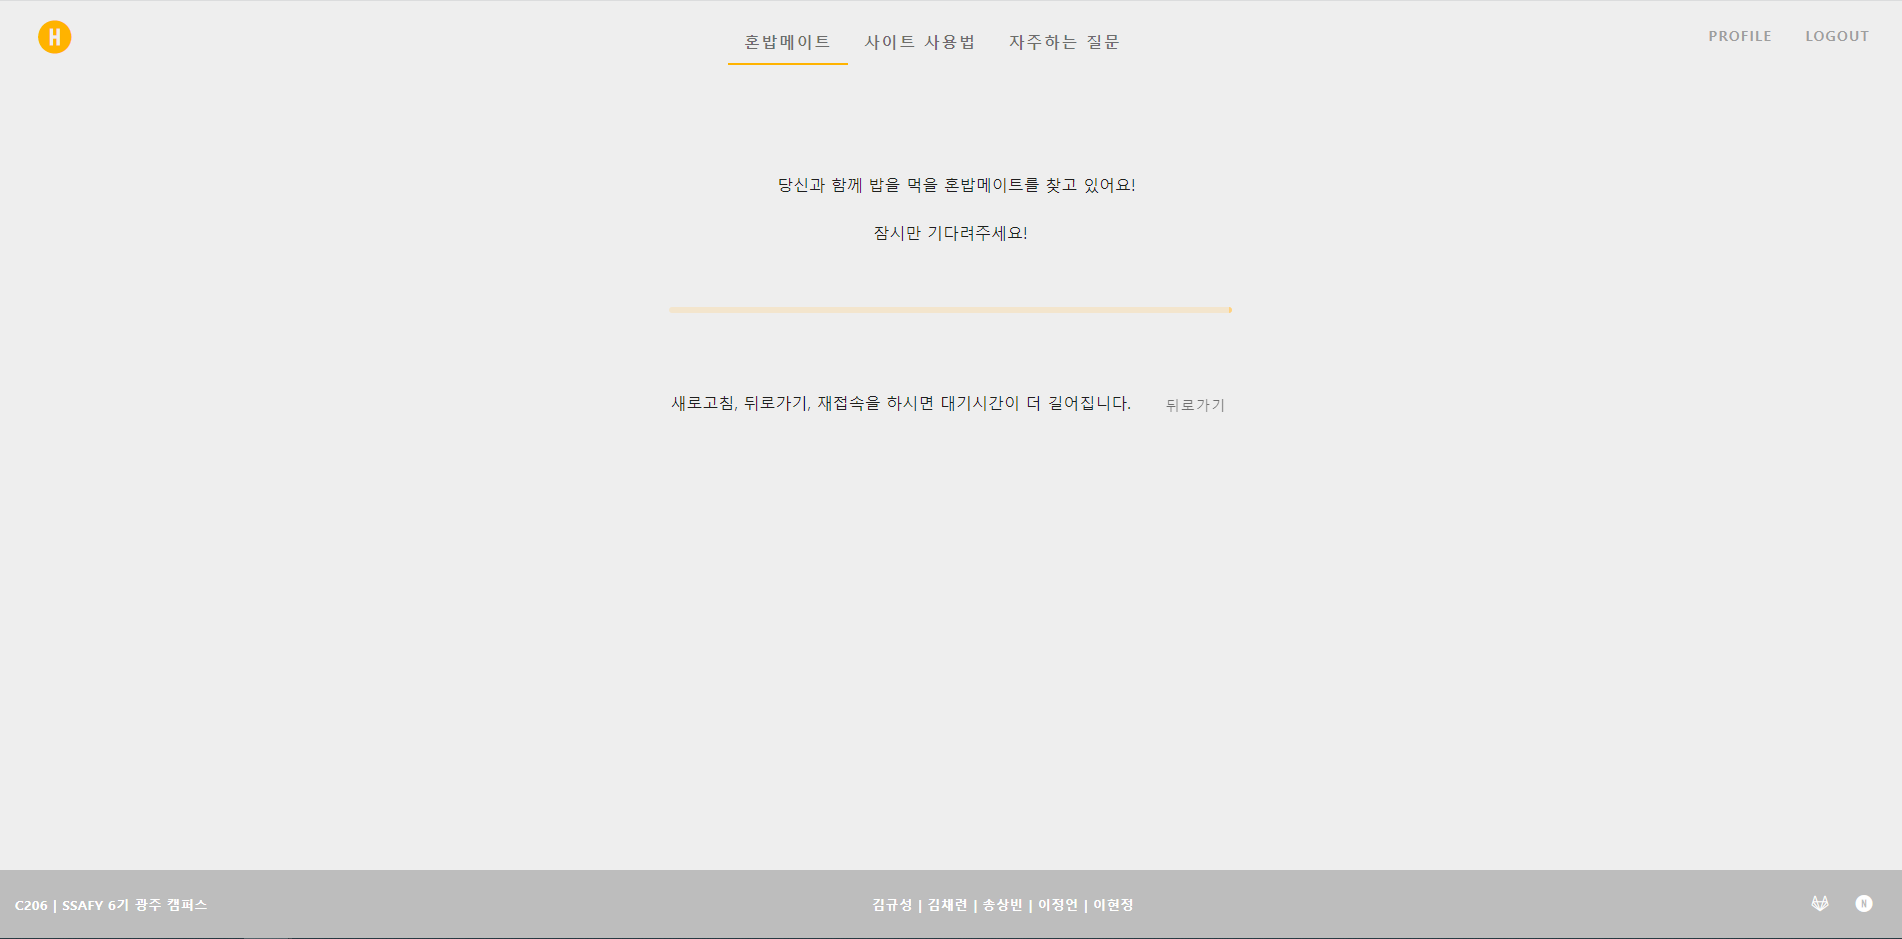 H
혼밥메이트 사이트 사용법 자주하는 질문
PROFILE LOGOUT
당신과 함께 밥을 먹을 혼밥메이트를 찾고 있어요!
잠시만 기다려주세요!
새로고침, 뒤로가기, 재접속을 하시면 대기시간이 더 길어집니다. 뒤로가기
C206 | SSAFY 6기 광주 캠퍼스
김규성 | 김채린 | 송상빈 | 이정언 | 이현정
N